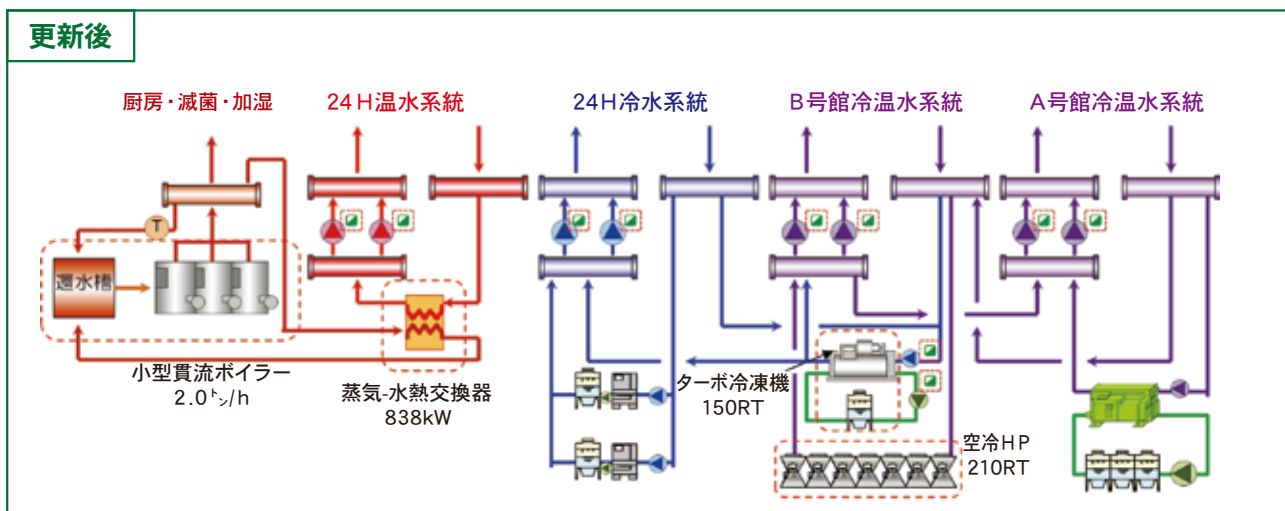 更新後
厨房・滅菌・加湿
24H温水系統
24H冷水系統
B号館冷温水系統
A号館冷温水系統
T
還水槽
小型貫流ボイラー
2.0㌧/h
蒸気-水熱交換器
838kW
ターボ冷凍機
150RT
空冷HP
210RT